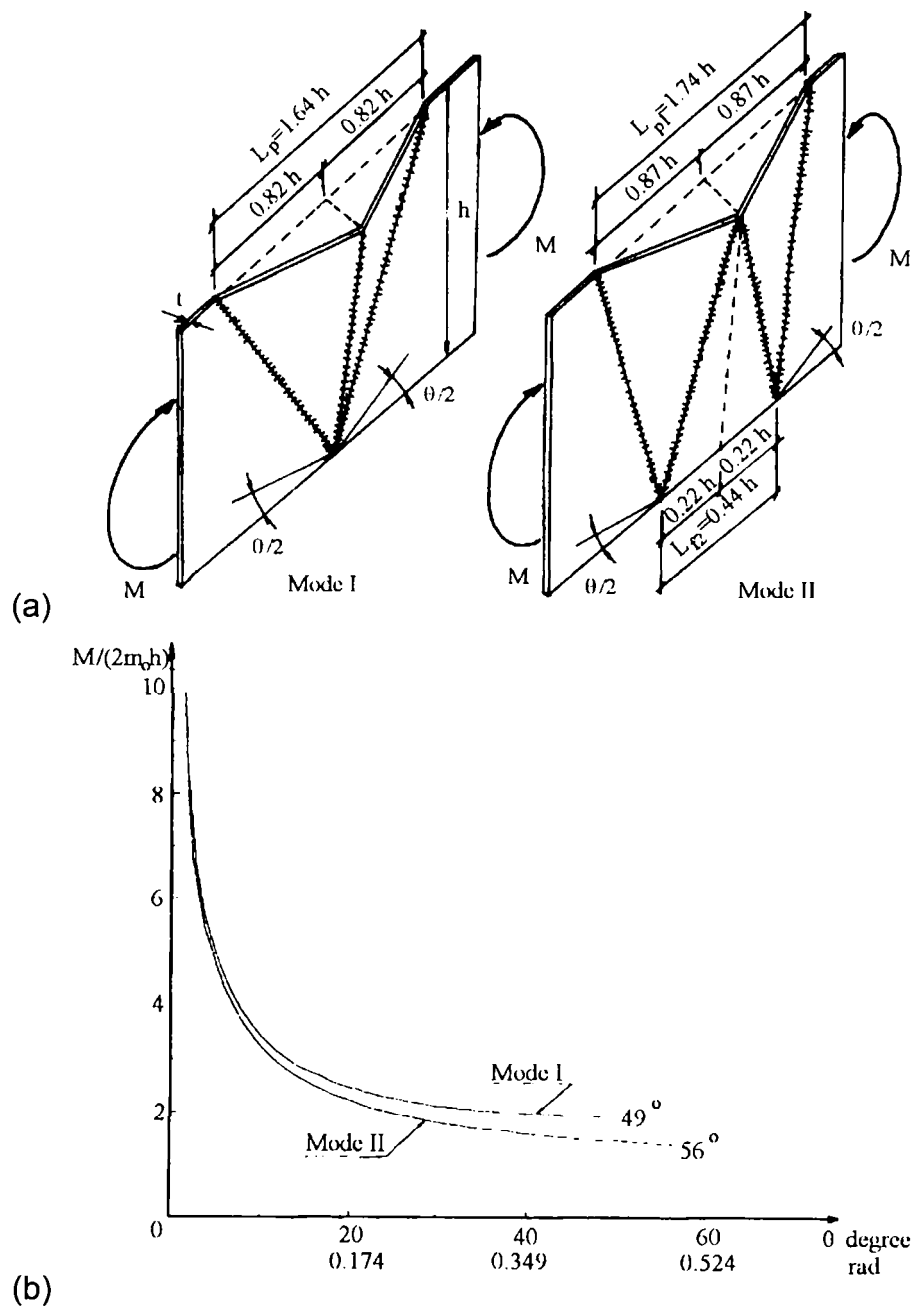 L_p=1.64 h
0.82 h
0.82 h
h
t
M
M
θ/2
θ/2
Mode I
L_p1=1.74 h
0.87 h
0.87 h
M
M
θ/2
θ/2
0.22 h 0.22 h
L_f2=0.44 h
Mode II
(a)
M/(2m_o h)
10
8
6
4
2
0
Mode I
49 °
Mode II
56 °
20 40 60 θ degree
0.174 0.349 0.524 rad
(b)